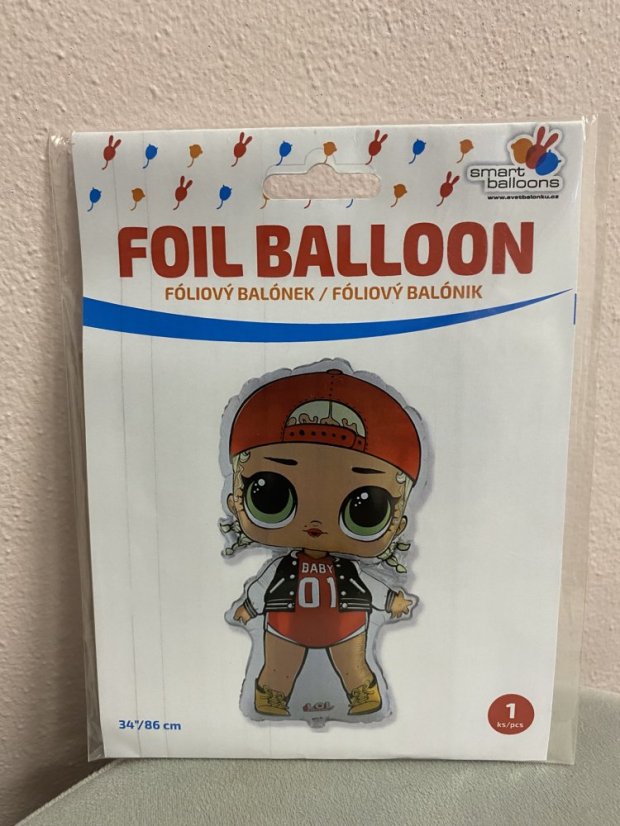 smart
balloons
www.svetbalonku.cz
FOIL BALLOON
FÓLIOVÝ BALÓNEK / FÓLIOVÝ BALÓNIK
BABY
01
L.O.L.
34"/86 cm
1
ks/pcs